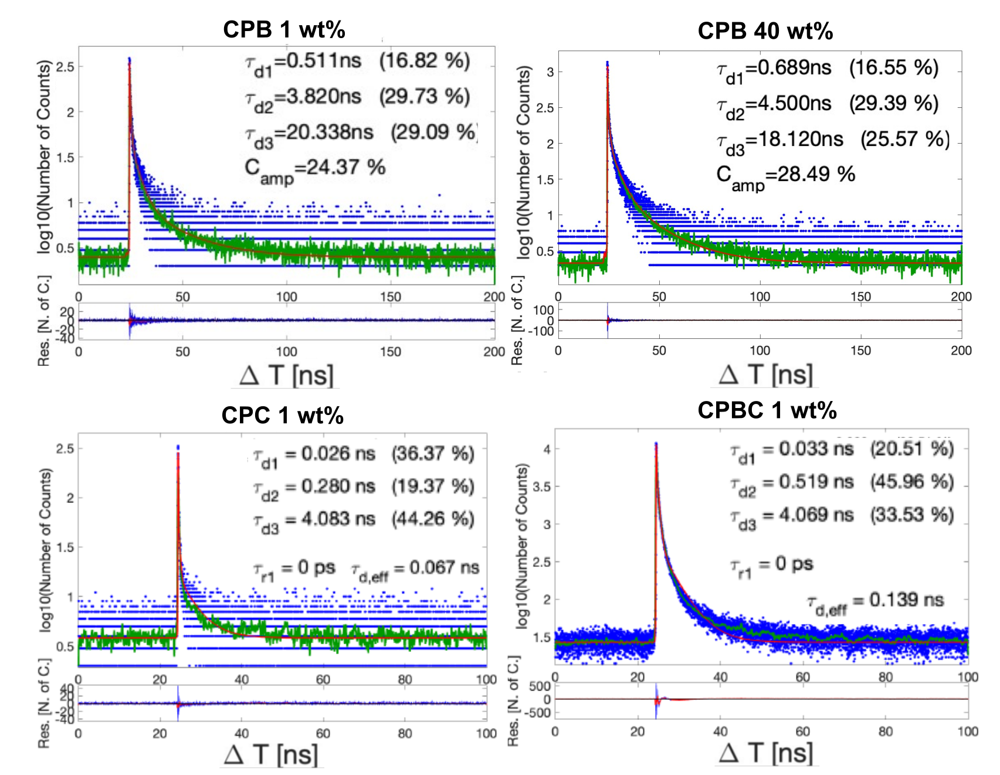 CPB 1 wt%
log10(Number of Counts)
2.5
2
1.5
1
0.5
τd1=0.511ns (16.82 %)
τd2=3.820ns (29.73 %)
τd3=20.338ns (29.09 %)
Camp=24.37 %
0 50 100 150 200
Res. [N. of C.]
20
0
-20
-40
0 50 100 150 200
Δ T [ns]
CPB 40 wt%
log10(Number of Counts)
3
2.5
2
1.5
1
0.5
τd1=0.689ns (16.55 %)
τd2=4.500ns (29.39 %)
τd3=18.120ns (25.57 %)
Camp=28.49 %
0 50 100 150 200
Res. [N. of C.]
100
0
-100
0 50 100 150 200
Δ T [ns]
CPC 1 wt%
log10(Number of Counts)
2.5
2
1.5
1
0.5
τd1 = 0.026 ns (36.37 %)
τd2 = 0.280 ns (19.37 %)
τd3 = 4.083 ns (44.26 %)
τr1 = 0 ps τd,eff = 0.067 ns
0 20 40 60 80 100
Res. [N. of C.]
40
20
0
-20
-40
0 20 40 60 80 100
Δ T [ns]
CPBC 1 wt%
log10(Number of Counts)
4
3.5
3
2.5
2
1.5
τd1 = 0.033 ns (20.51 %)
τd2 = 0.519 ns (45.96 %)
τd3 = 4.069 ns (33.53 %)
τr1 = 0 ps
τd,eff = 0.139 ns
0 20 40 60 80 100
Res. [N. of C.]
500
0
-500
0 20 40 60 80 100
Δ T [ns]